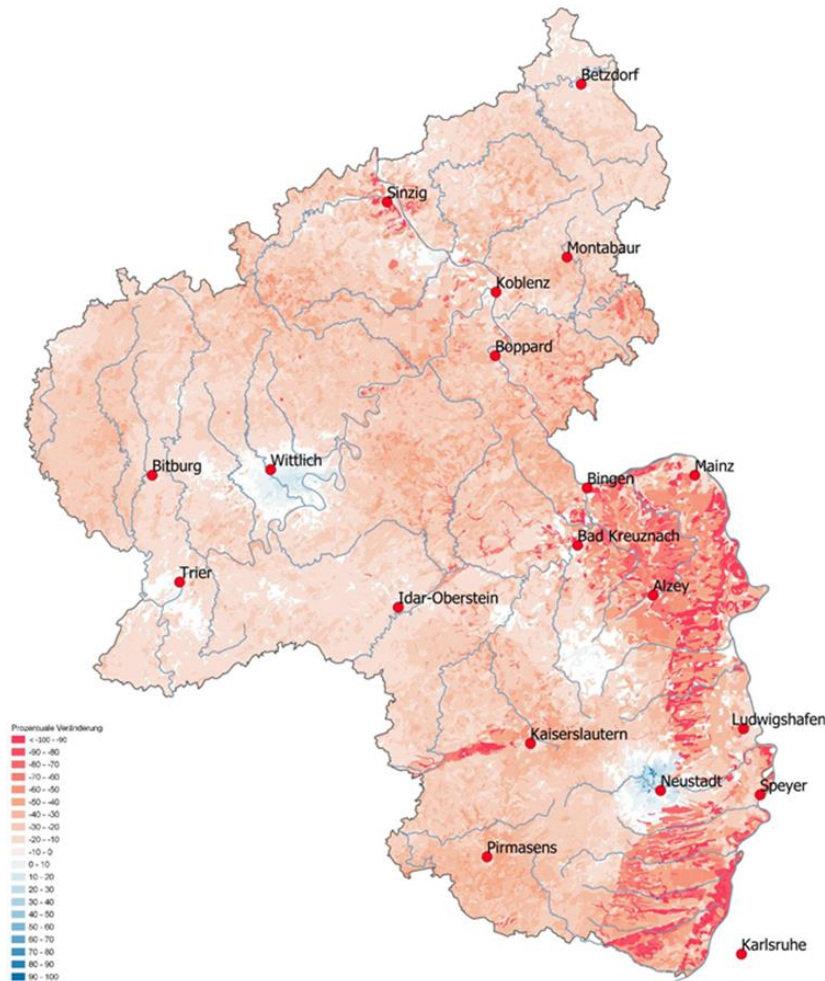 Betzdorf
Sinzig
Montabaur
Koblenz
Boppard
Wittlich
Bitburg
Mainz
Bingen
Bad Kreuznach
Trier
Alzey
Idar-Oberstein
Ludwigshafen
Kaiserslautern
Neustadt
Speyer
Pirmasens
Karlsruhe
Prozentuale Veränderung
< -100 - -90
-90 - -80
-80 - -70
-70 - -60
-60 - -50
-50 - -40
-40 - -30
-30 - -20
-20 - -10
-10 - 0
0 - 10
10 - 20
20 - 30
30 - 40
40 - 50
50 - 60
60 - 70
70 - 80
80 - 90
90 - 100